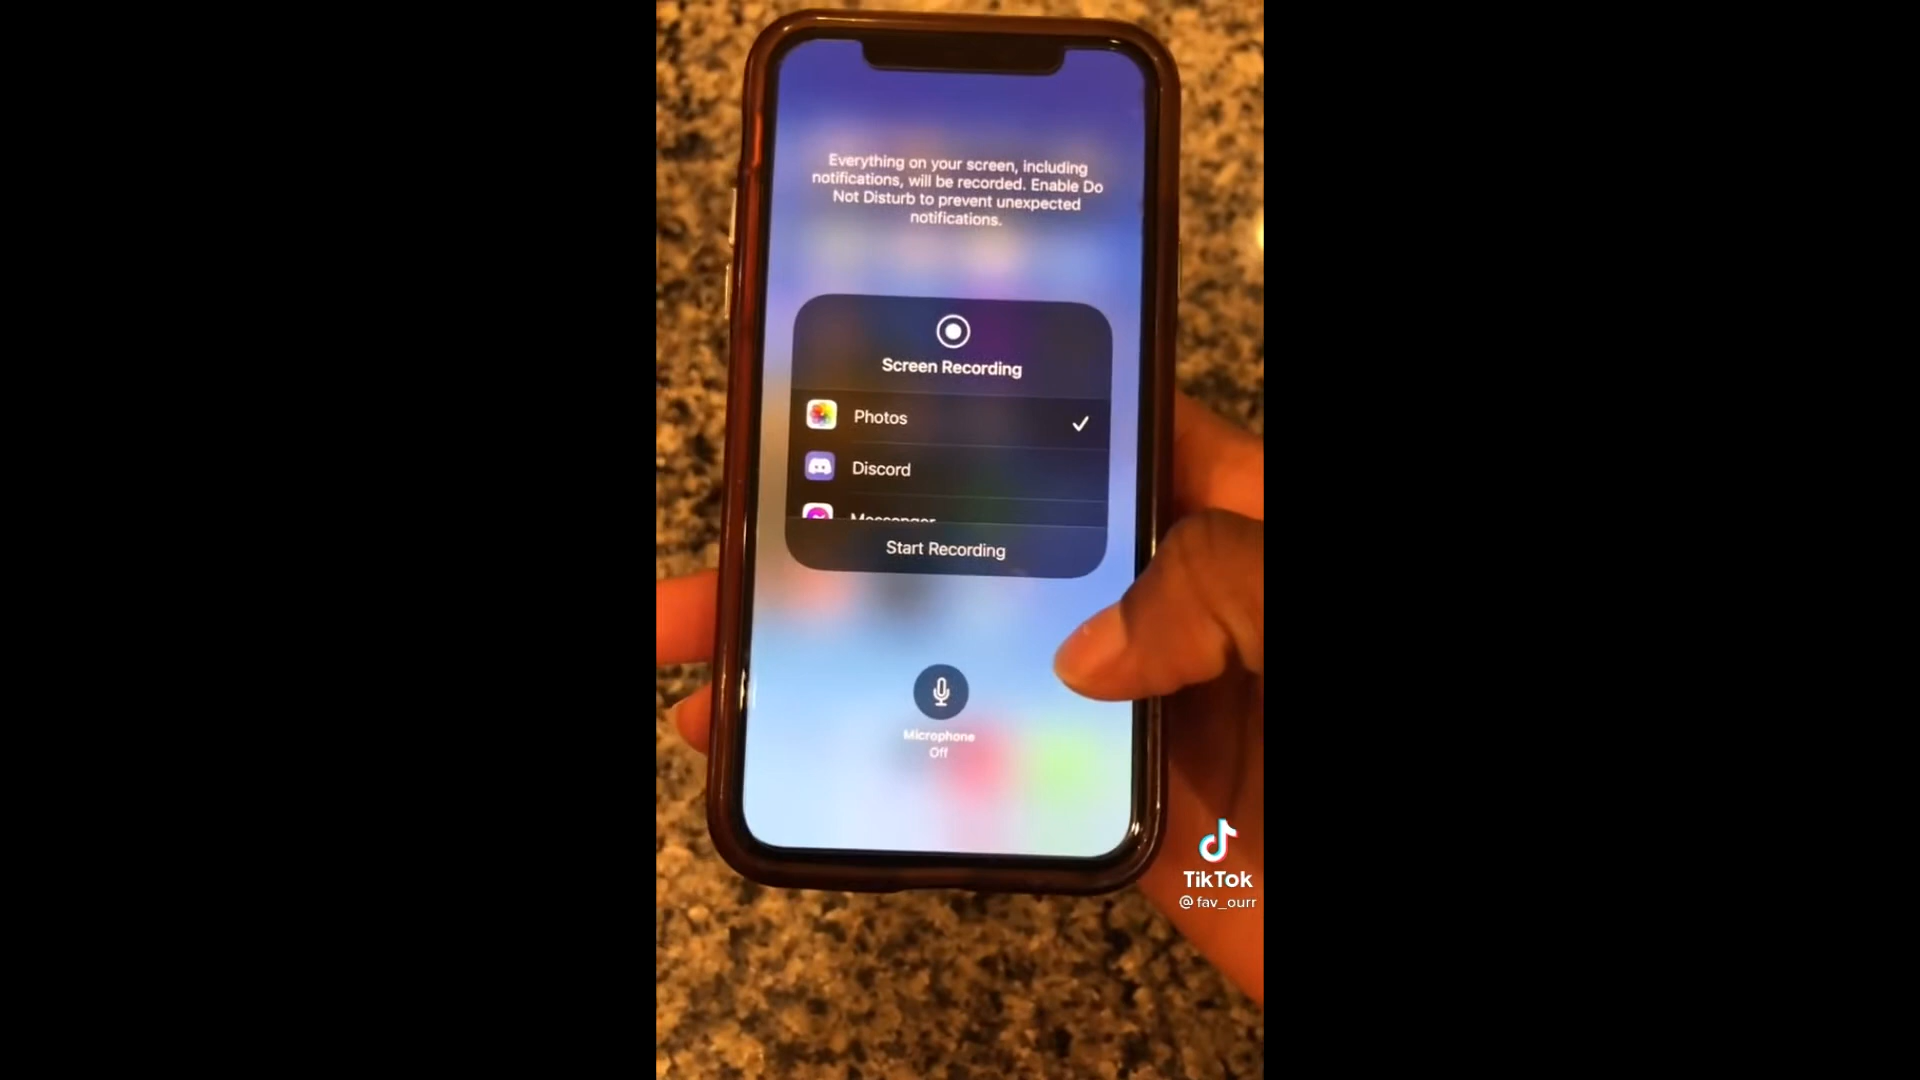 Everything on your screen, including
notifications, will be recorded. Enable Do
Not Disturb to prevent unexpected
notifications.
Screen Recording
Photos
Discord
Messenger
Start Recording
Microphone
Off
TikTok
@fav_ourr